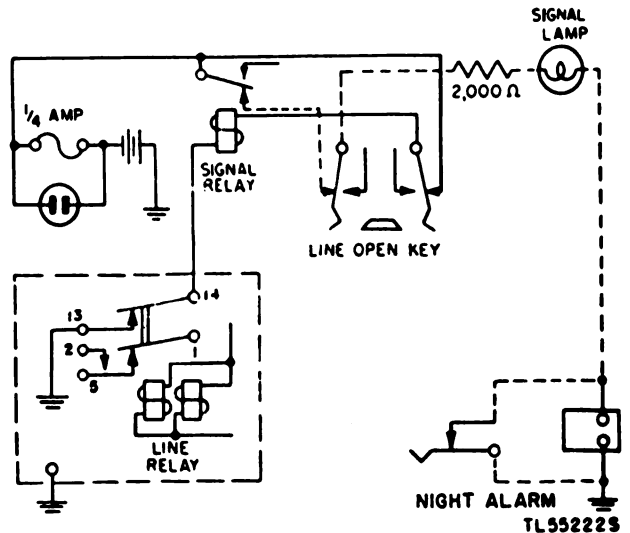 SIGNAL
LAMP
2,000 Ω
1/4 AMP
SIGNAL
RELAY
LINE OPEN KEY
14
13
2
1
5
LINE
RELAY
NIGHT ALARM
TL55222S